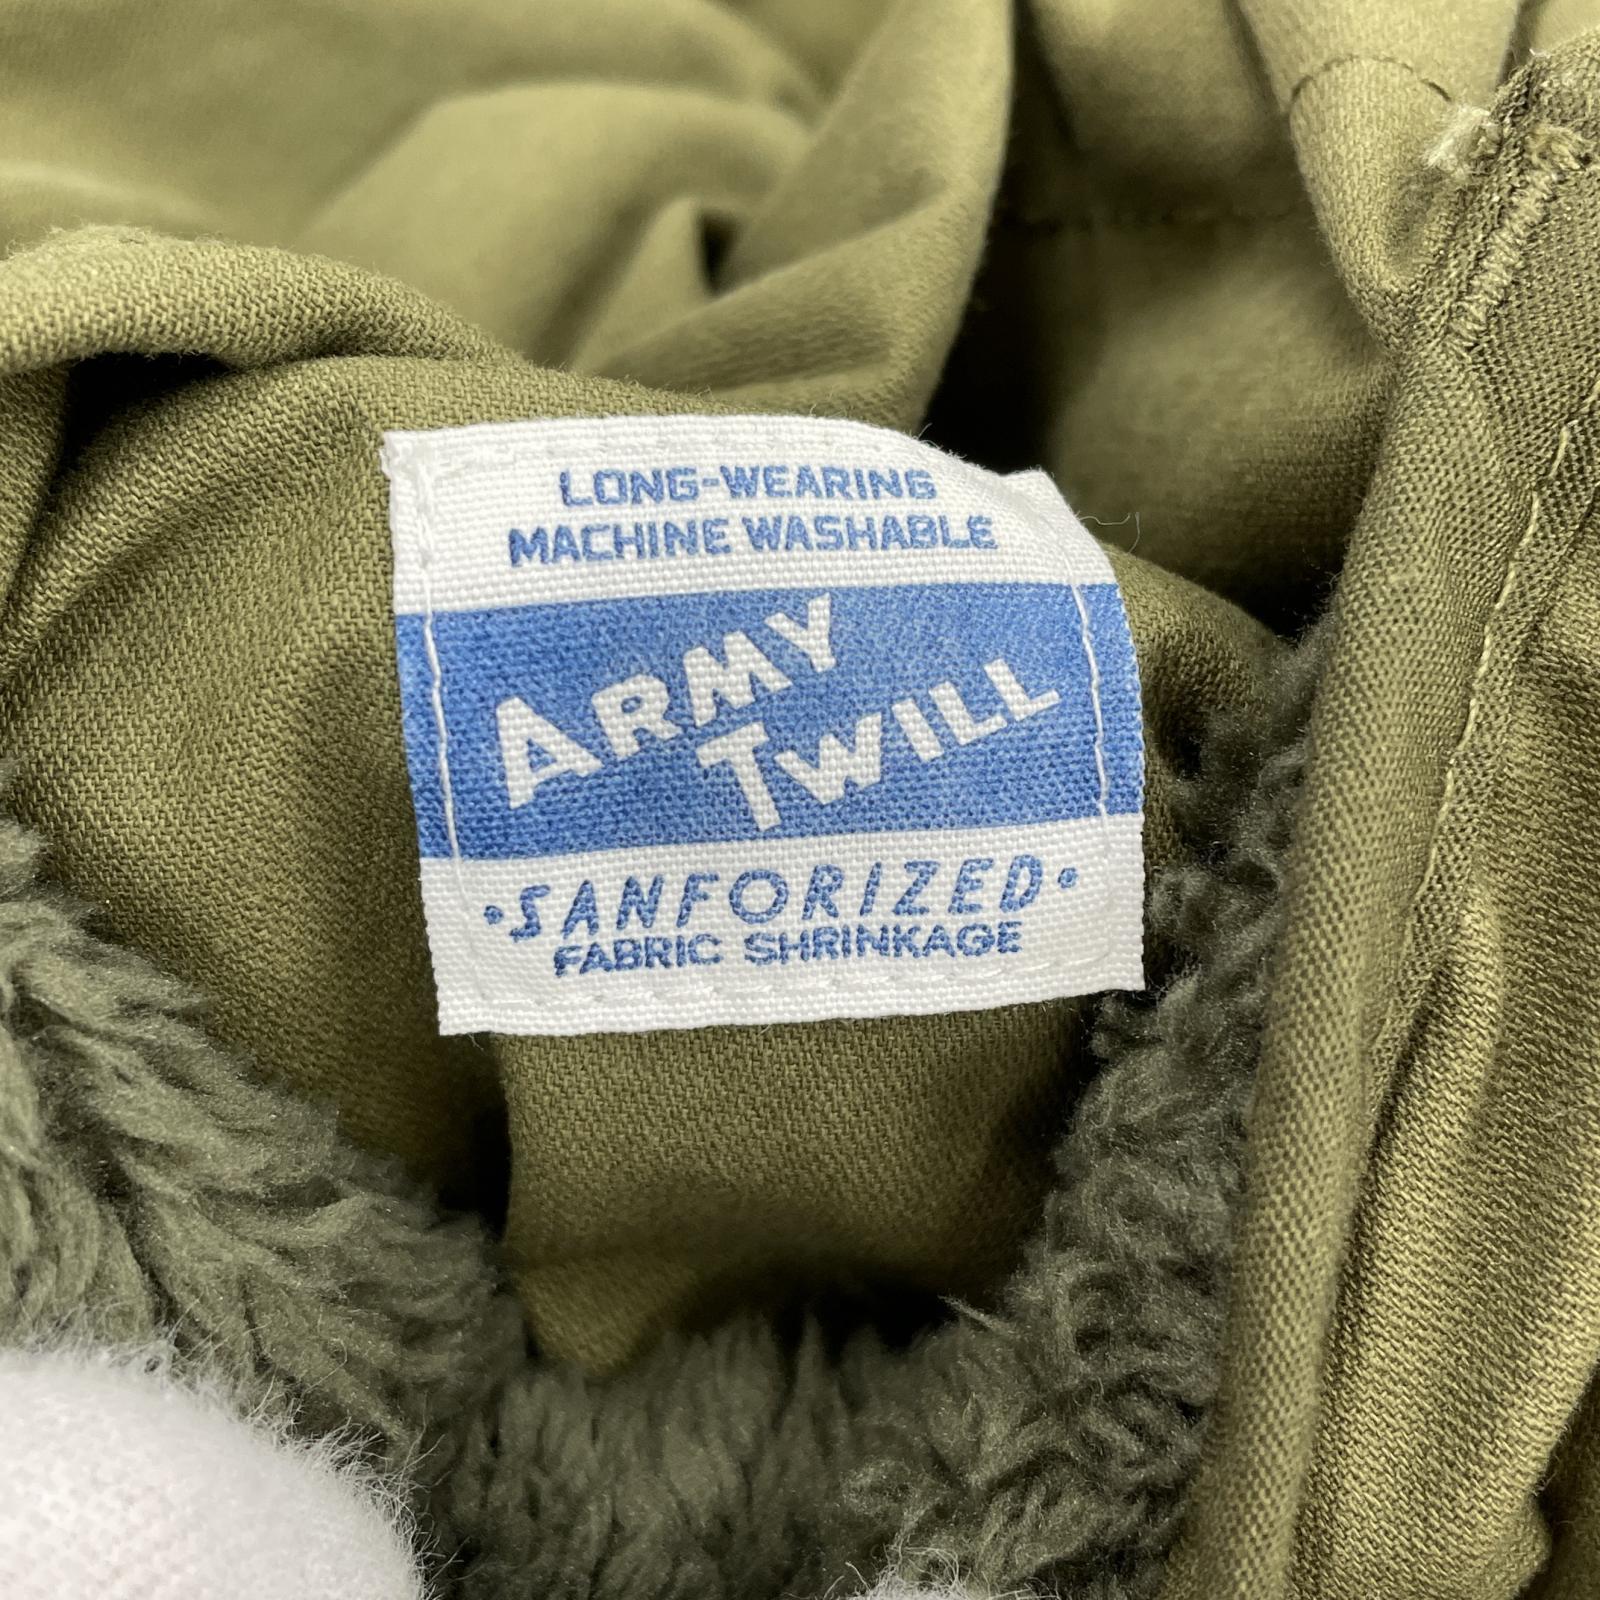 LONG-WEARING
MACHINE WASHABLE
ARMY
TWILL
·SANFORIZED·
FABRIC SHRINKAGE